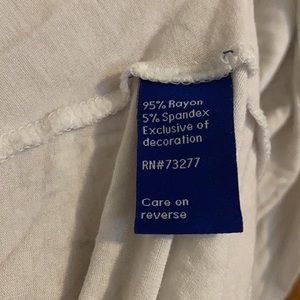 95% Rayon
5% Spandex
Exclusive of
decoration
RN#73277
Care on
reverse